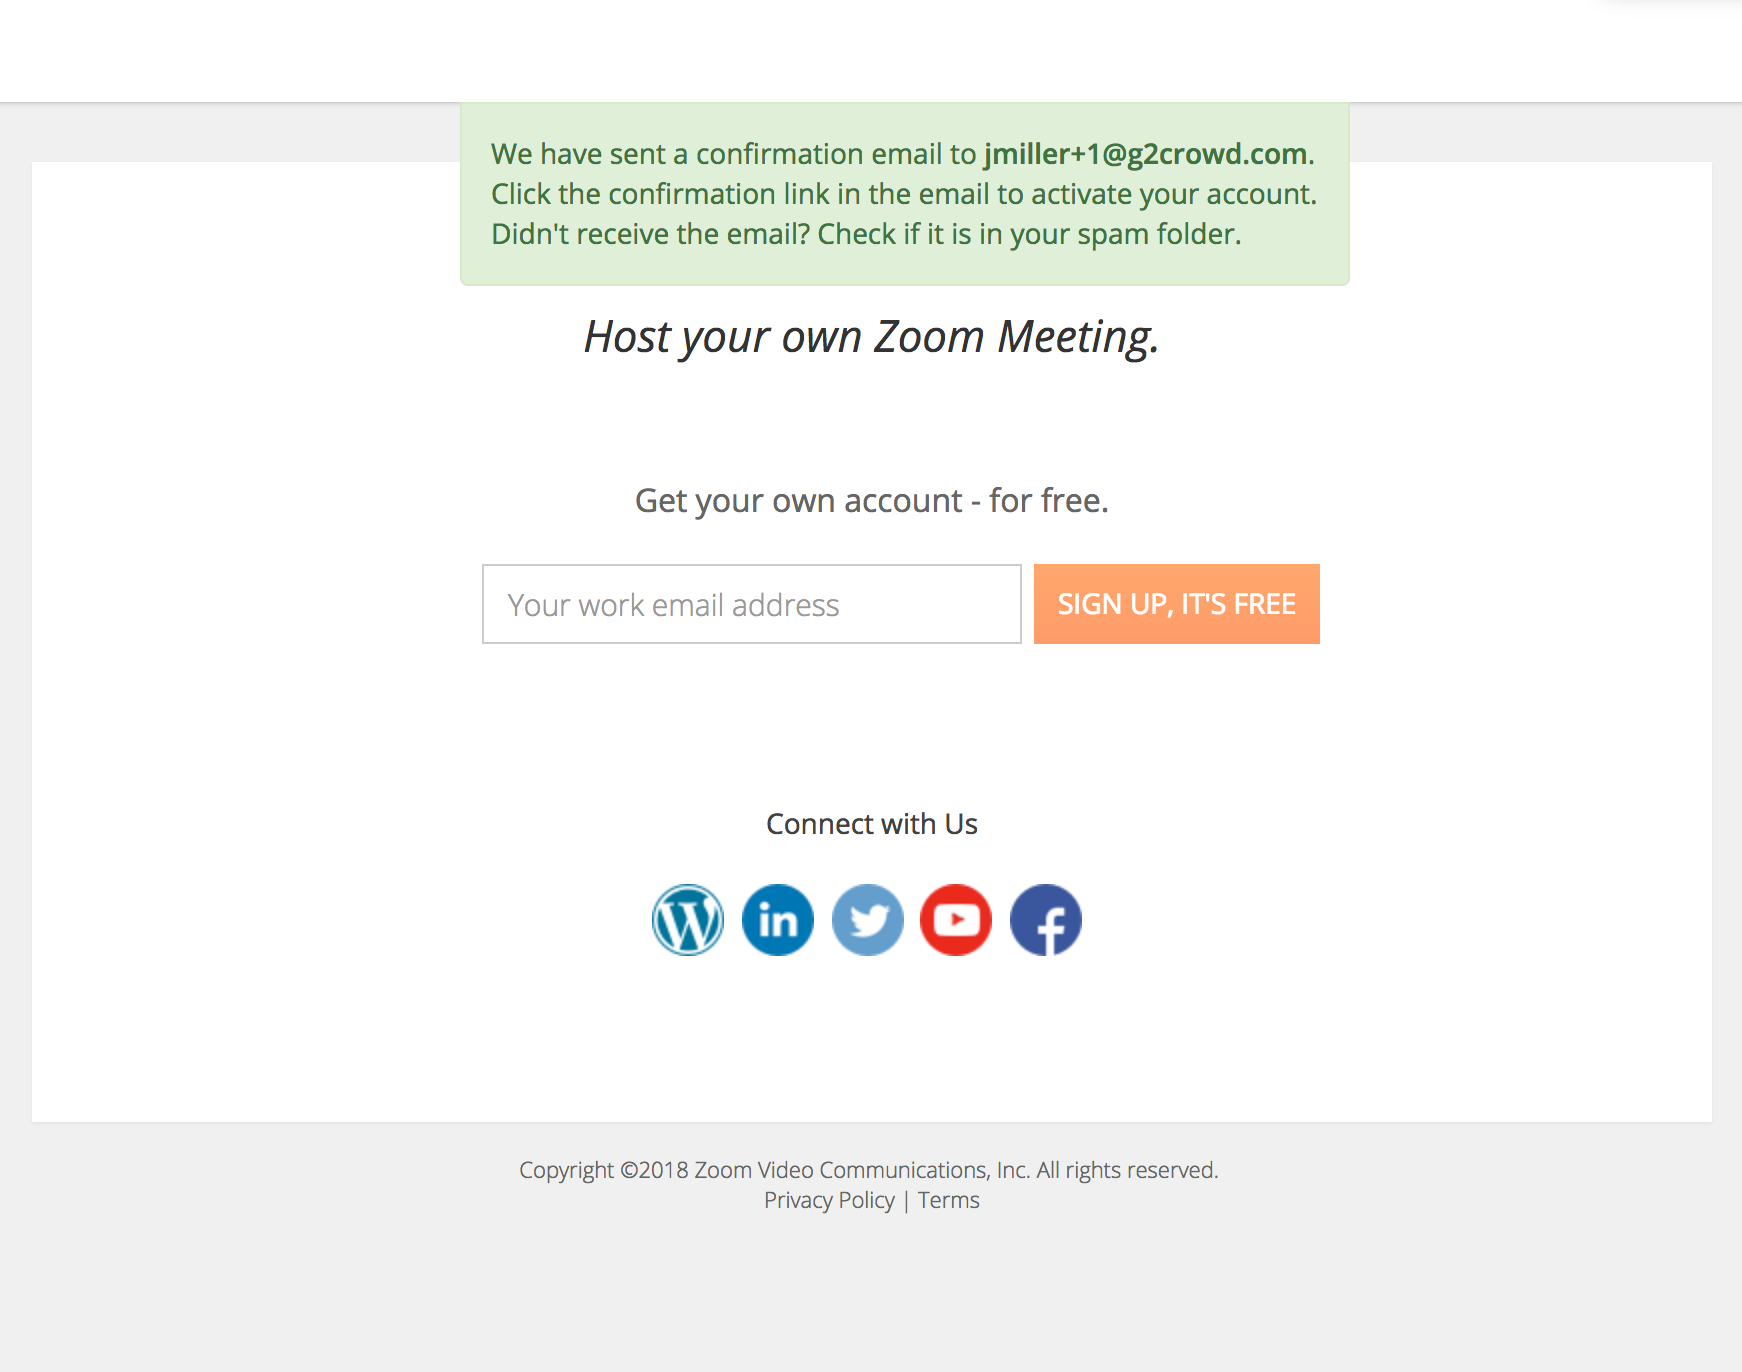 We have sent a confirmation email to jmiller+1@g2crowd.com.
Click the confirmation link in the email to activate your account.
Didn't receive the email? Check if it is in your spam folder.
Host your own Zoom Meeting.
Get your own account - for free.
Your work email address
SIGN UP, IT'S FREE
Connect with Us
Copyright ©2018 Zoom Video Communications, Inc. All rights reserved.
Privacy Policy | Terms